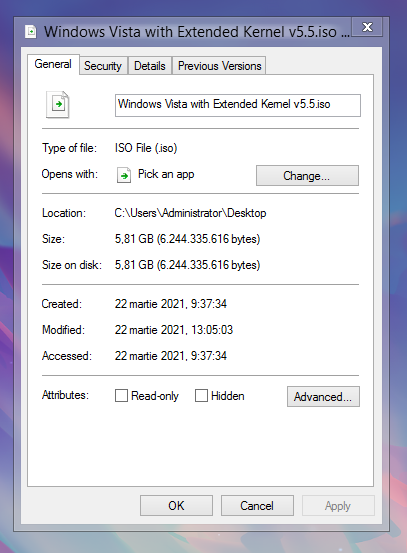 Windows Vista with Extended Kernel v5.5.iso ...
General Security Details Previous Versions
Windows Vista with Extended Kernel v5.5.iso
Type of file: ISO File (.iso)
Opens with: Pick an app Change...
Location: C:\Users\Administrator\Desktop
Size: 5,81 GB (6.244.335.616 bytes)
Size on disk: 5,81 GB (6.244.335.616 bytes)
Created: 22 martie 2021, 9:37:34
Modified: 22 martie 2021, 13:05:03
Accessed: 22 martie 2021, 9:37:34
Attributes: Read-only Hidden Advanced...
OK Cancel Apply